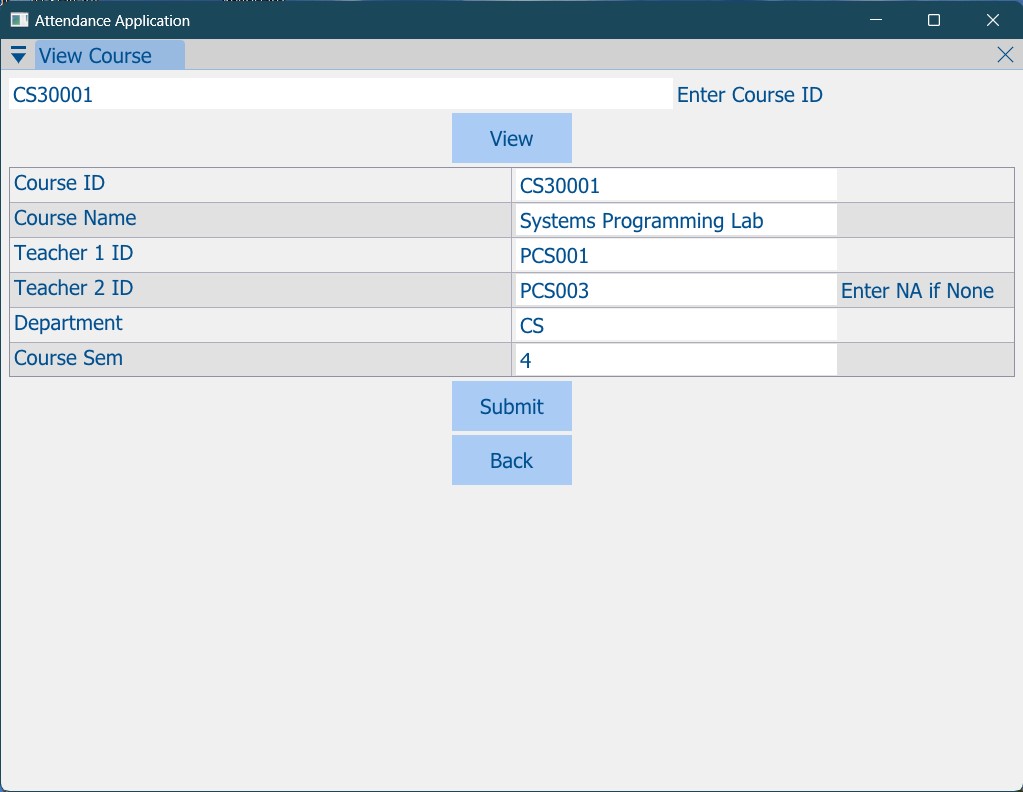 Attendance Application
View Course
CS30001 Enter Course ID
View
Course ID CS30001
Course Name Systems Programming Lab
Teacher 1 ID PCS001
Teacher 2 ID PCS003 Enter NA if None
Department CS
Course Sem 4
Submit
Back